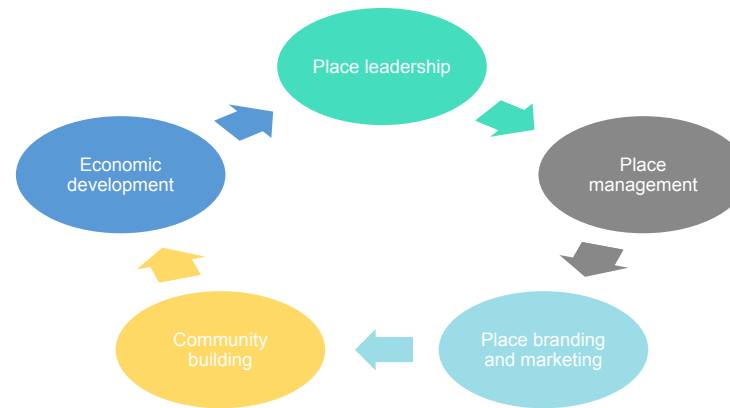 Place leadership
Place
management
Place branding
and marketing
Community
building
Economic
development